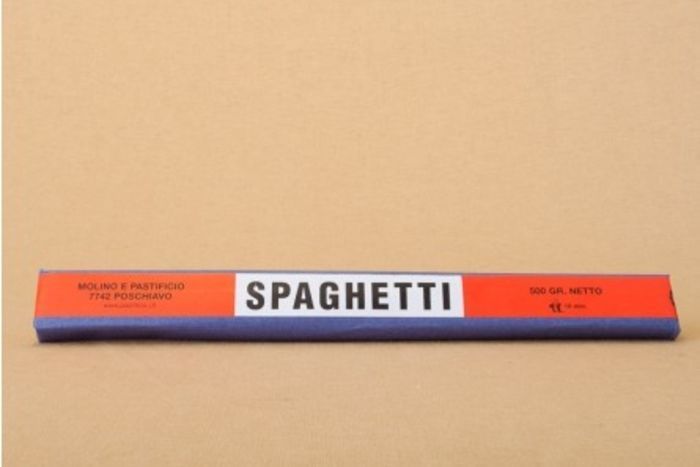 MOLINO E PASTIFICIO
7742 POSCHIAVO
SPAGHETTI
500 GR. NETTO